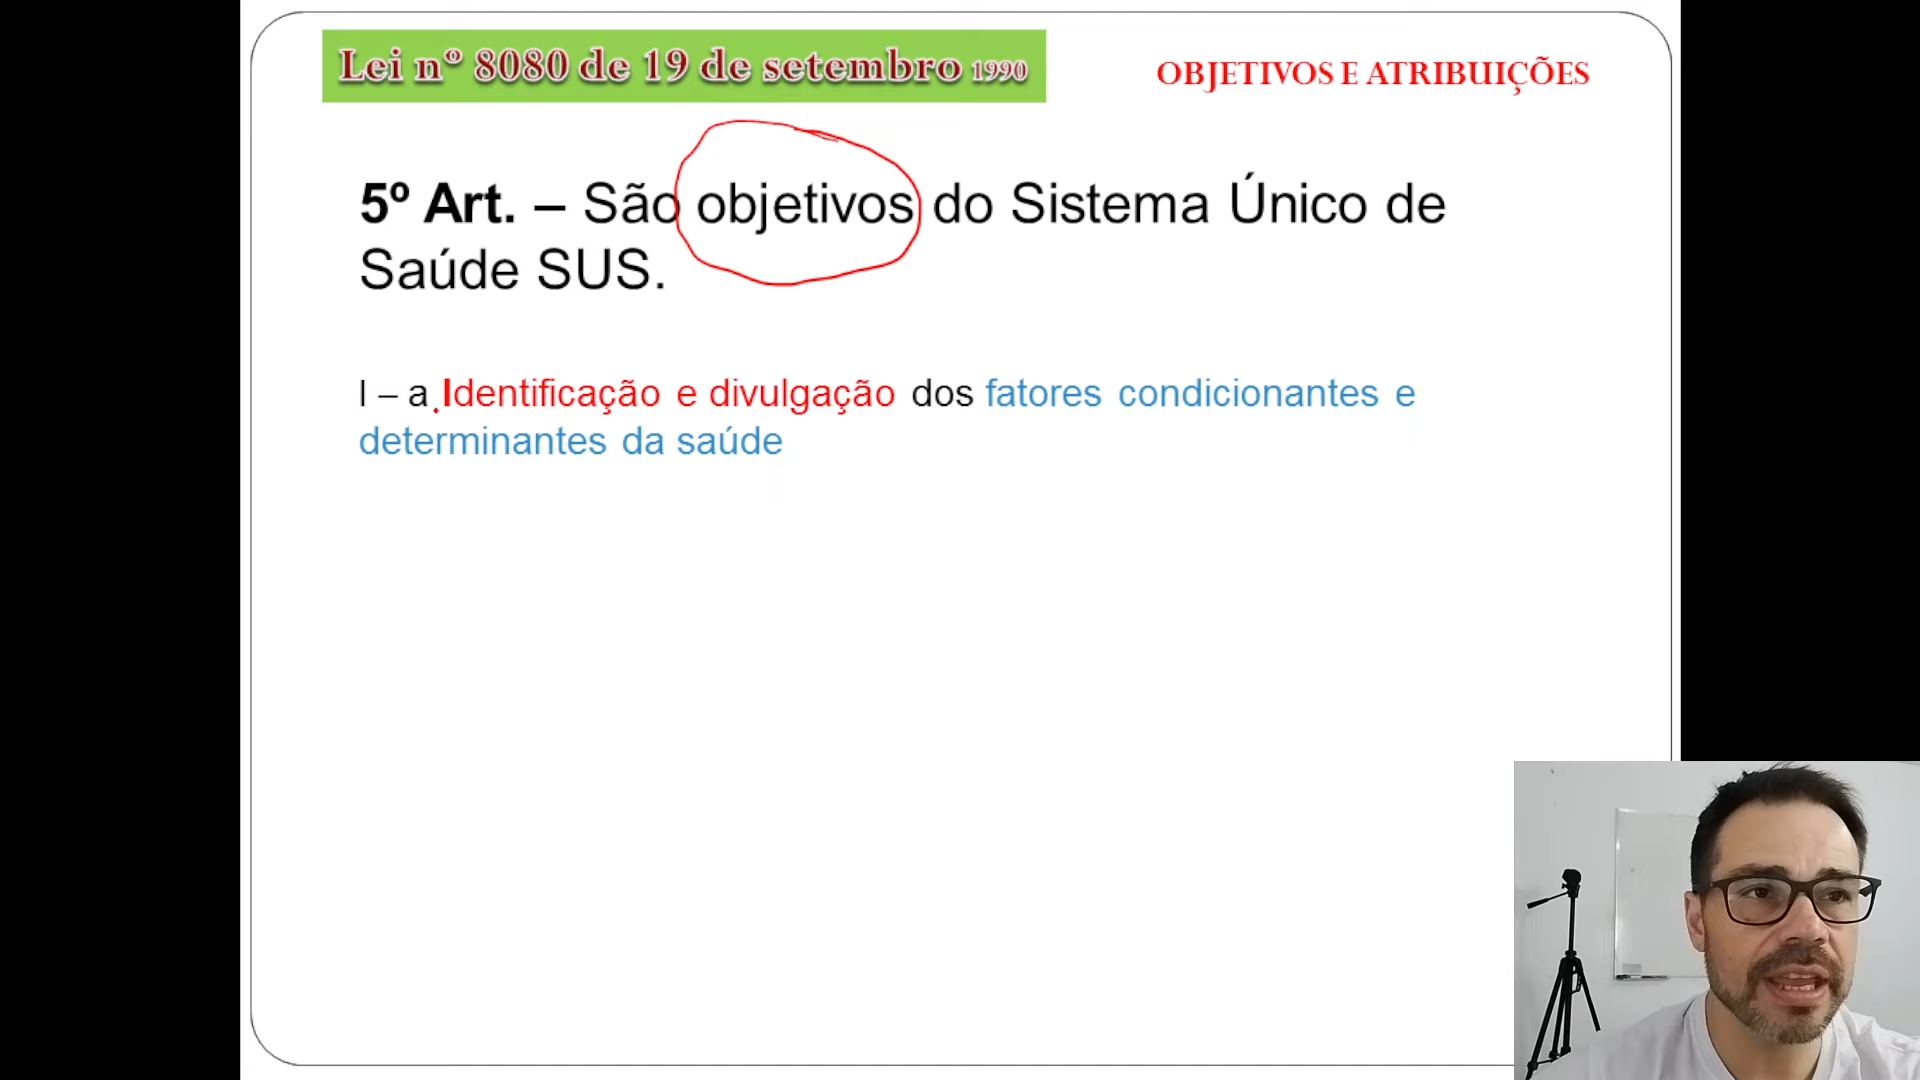 Lei nº 8080 de 19 de setembro 1990
OBJETIVOS E ATRIBUIÇÕES
5º Art. – São objetivos do Sistema Único de
Saúde SUS.
I – a Identificação e divulgação dos fatores condicionantes e
determinantes da saúde